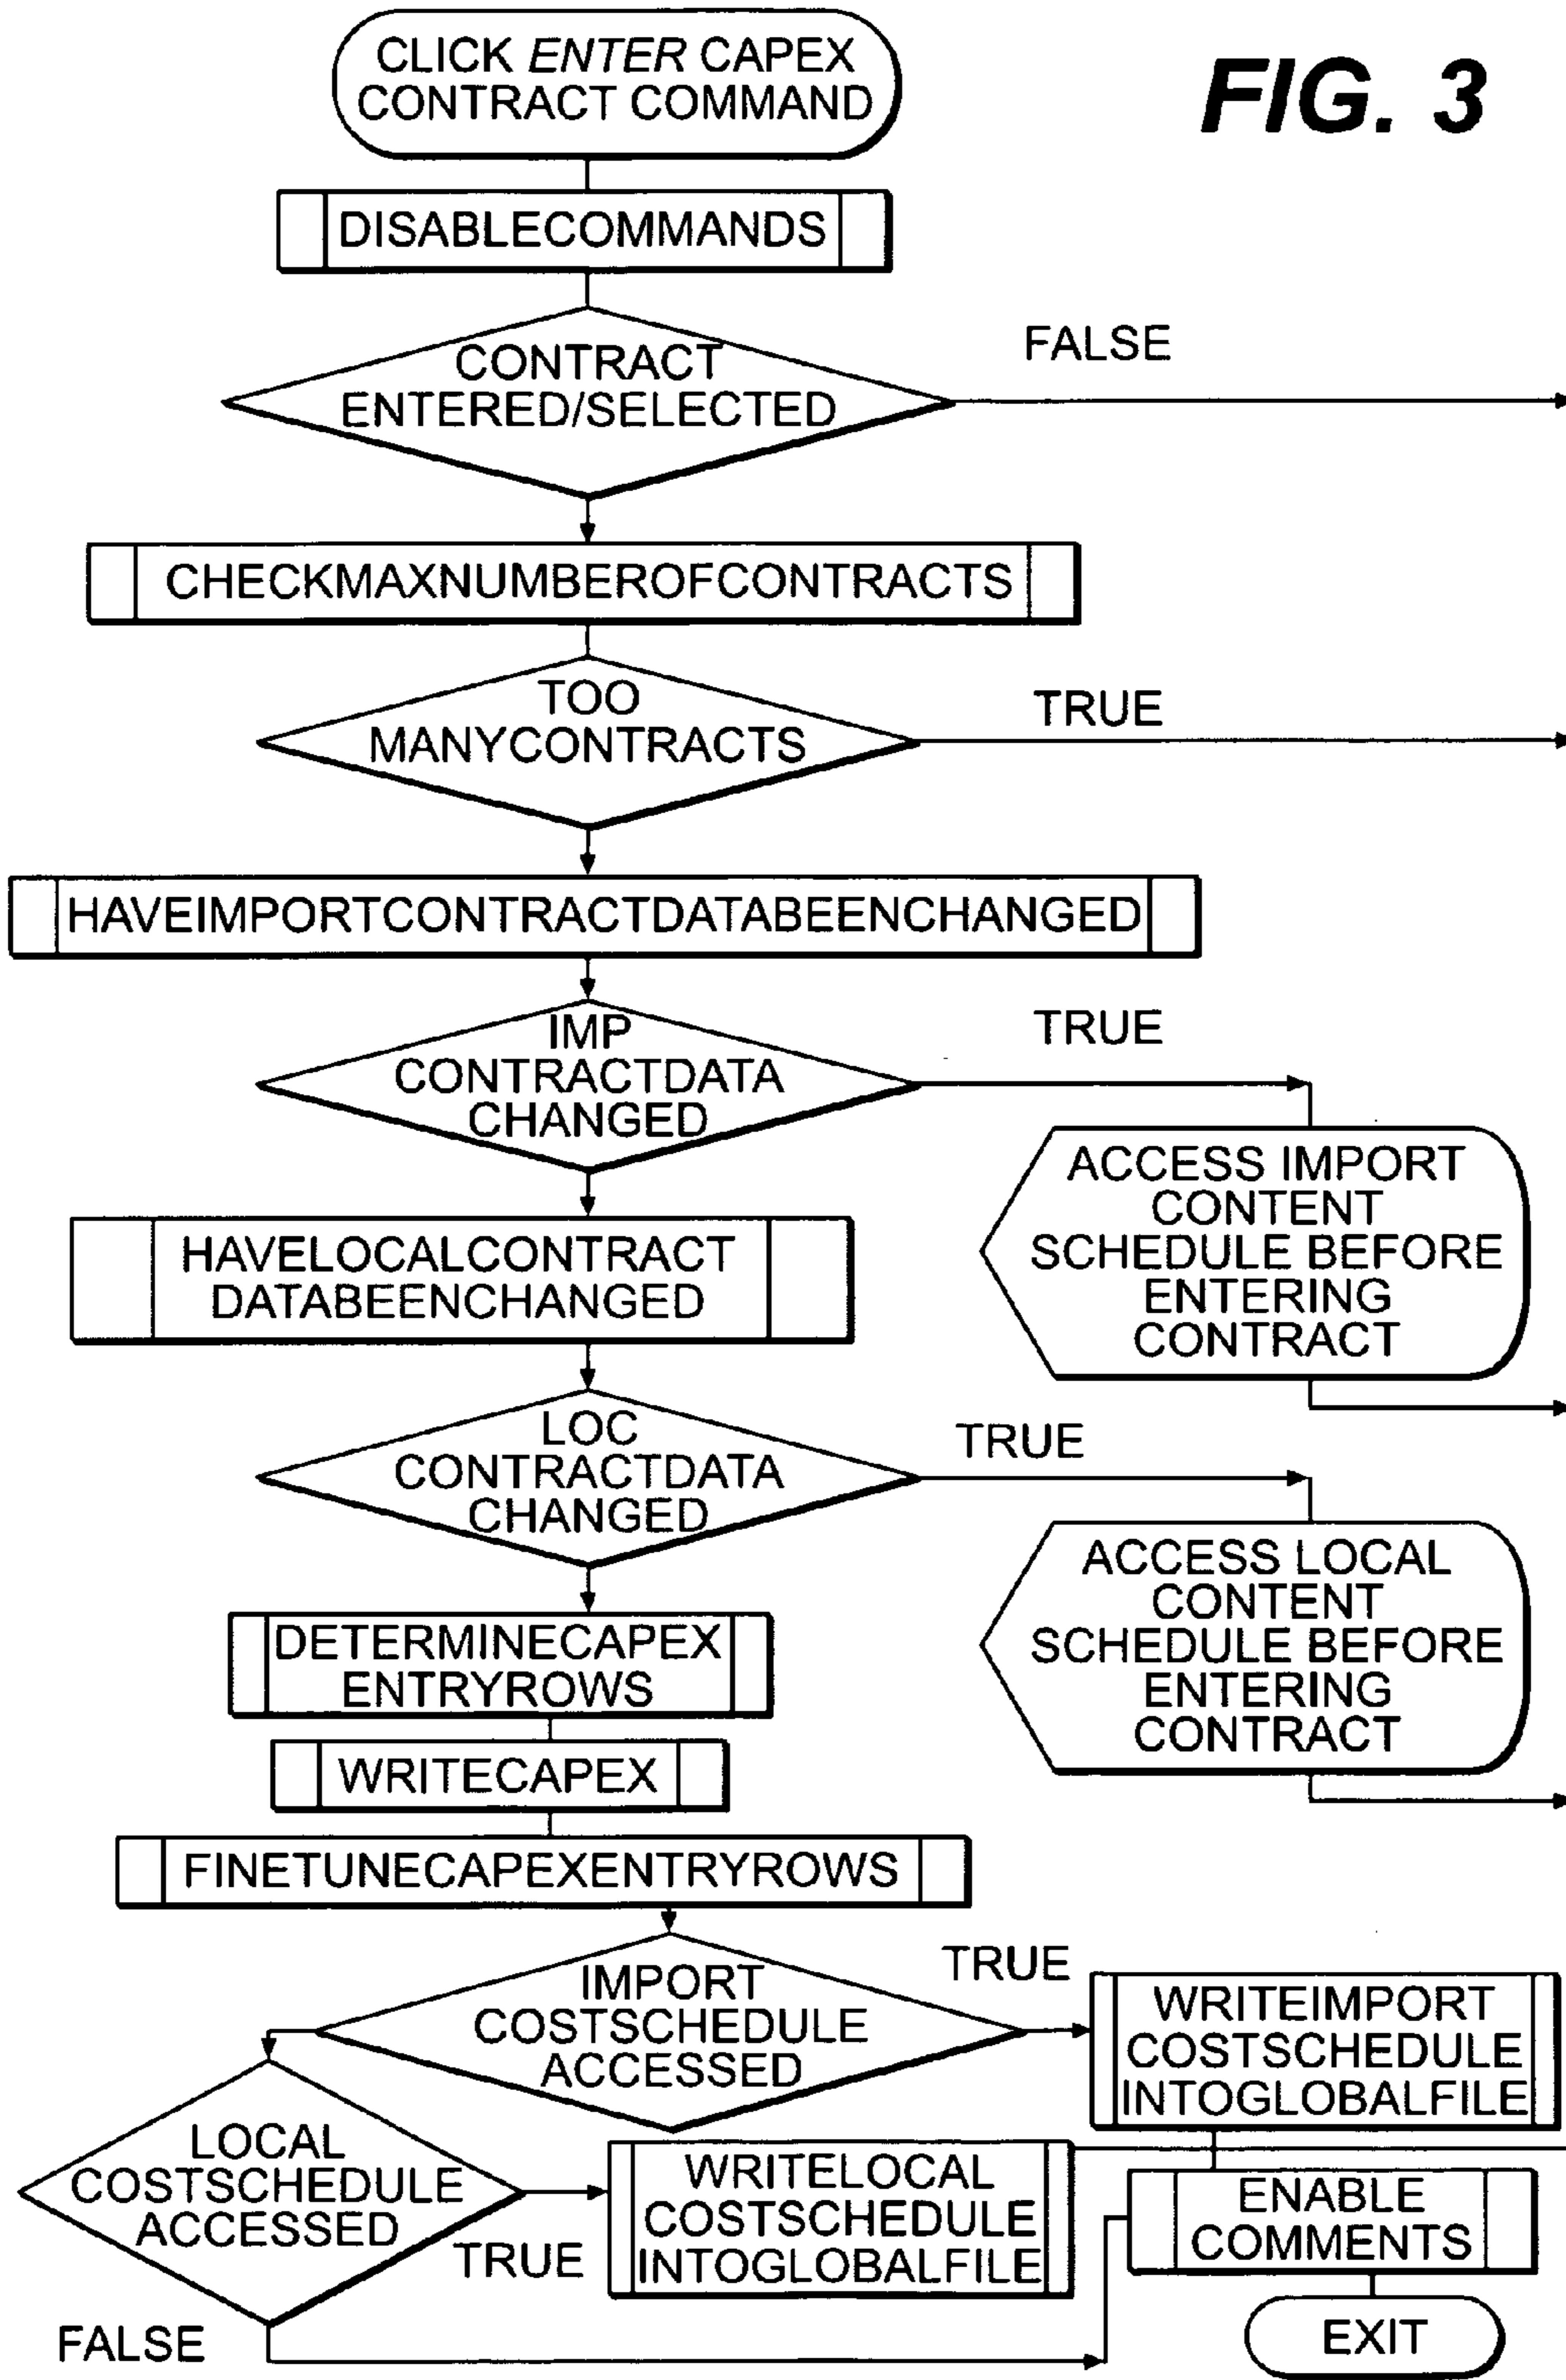 CLICK ENTER CAPEX
CONTRACT COMMAND
FIG. 3
DISABLECOMMANDS
CONTRACT
ENTERED/SELECTED
FALSE
CHECKMAXNUMBEROFCONTRACTS
TOO
MANYCONTRACTS
TRUE
HAVEIMPORTCONTRACTDATABEENCHANGED
IMP
CONTRACTDATA
CHANGED
TRUE
ACCESS IMPORT
CONTENT
SCHEDULE BEFORE
ENTERING
CONTRACT
HAVELOCALCONTRACT
DATABEENCHANGED
LOC
CONTRACTDATA
CHANGED
TRUE
ACCESS LOCAL
CONTENT
SCHEDULE BEFORE
ENTERING
CONTRACT
DETERMINECAPEX
ENTRYROWS
WRITECAPEX
FINETUNECAPEXENTRYROWS
IMPORT
COSTSCHEDULE
ACCESSED
TRUE
WRITEIMPORT
COSTSCHEDULE
INTOGLOBALFILE
LOCAL
COSTSCHEDULE
ACCESSED
TRUE
WRITELOCAL
COSTSCHEDULE
INTOGLOBALFILE
ENABLE
COMMENTS
FALSE
EXIT